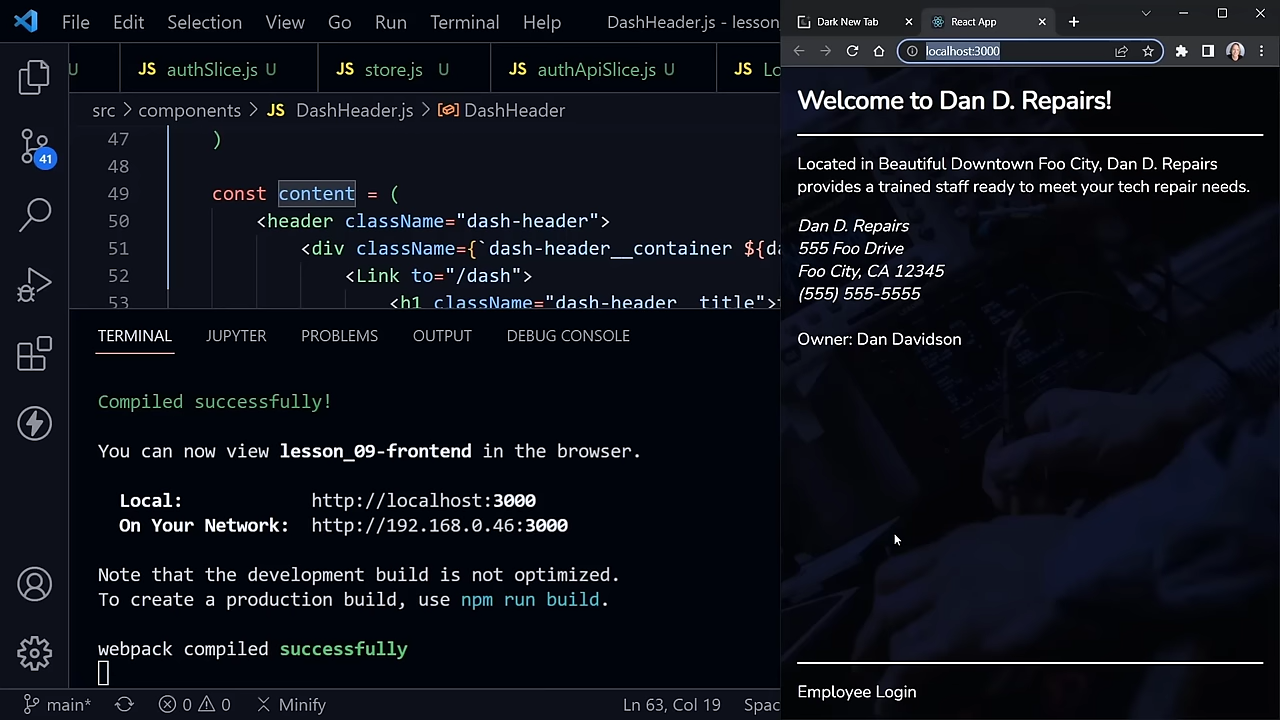 File Edit Selection View Go Run Terminal Help DashHeader.js - lesson
U JS authSlice.js U JS store.js U JS authApiSlice.js U JS Lo
src > components > JS DashHeader.js > DashHeader
47 )
48
49 const content = (
50 <header className="dash-header">
51 <div className={`dash-header__container ${da
52 <Link to="/dash">
53 <h1 className="dash-header__title">t
TERMINAL JUPYTER PROBLEMS OUTPUT DEBUG CONSOLE
Compiled successfully!
You can now view lesson_09-frontend in the browser.
Local: http://localhost:3000
On Your Network: http://192.168.0.46:3000
Note that the development build is not optimized.
To create a production build, use npm run build.
webpack compiled successfully
41
main* 0 0 Minify Ln 63, Col 19 Spac
Dark New Tab React App
localhost:3000
Welcome to Dan D. Repairs!
Located in Beautiful Downtown Foo City, Dan D. Repairs
provides a trained staff ready to meet your tech repair needs.
Dan D. Repairs
555 Foo Drive
Foo City, CA 12345
(555) 555-5555
Owner: Dan Davidson
Employee Login